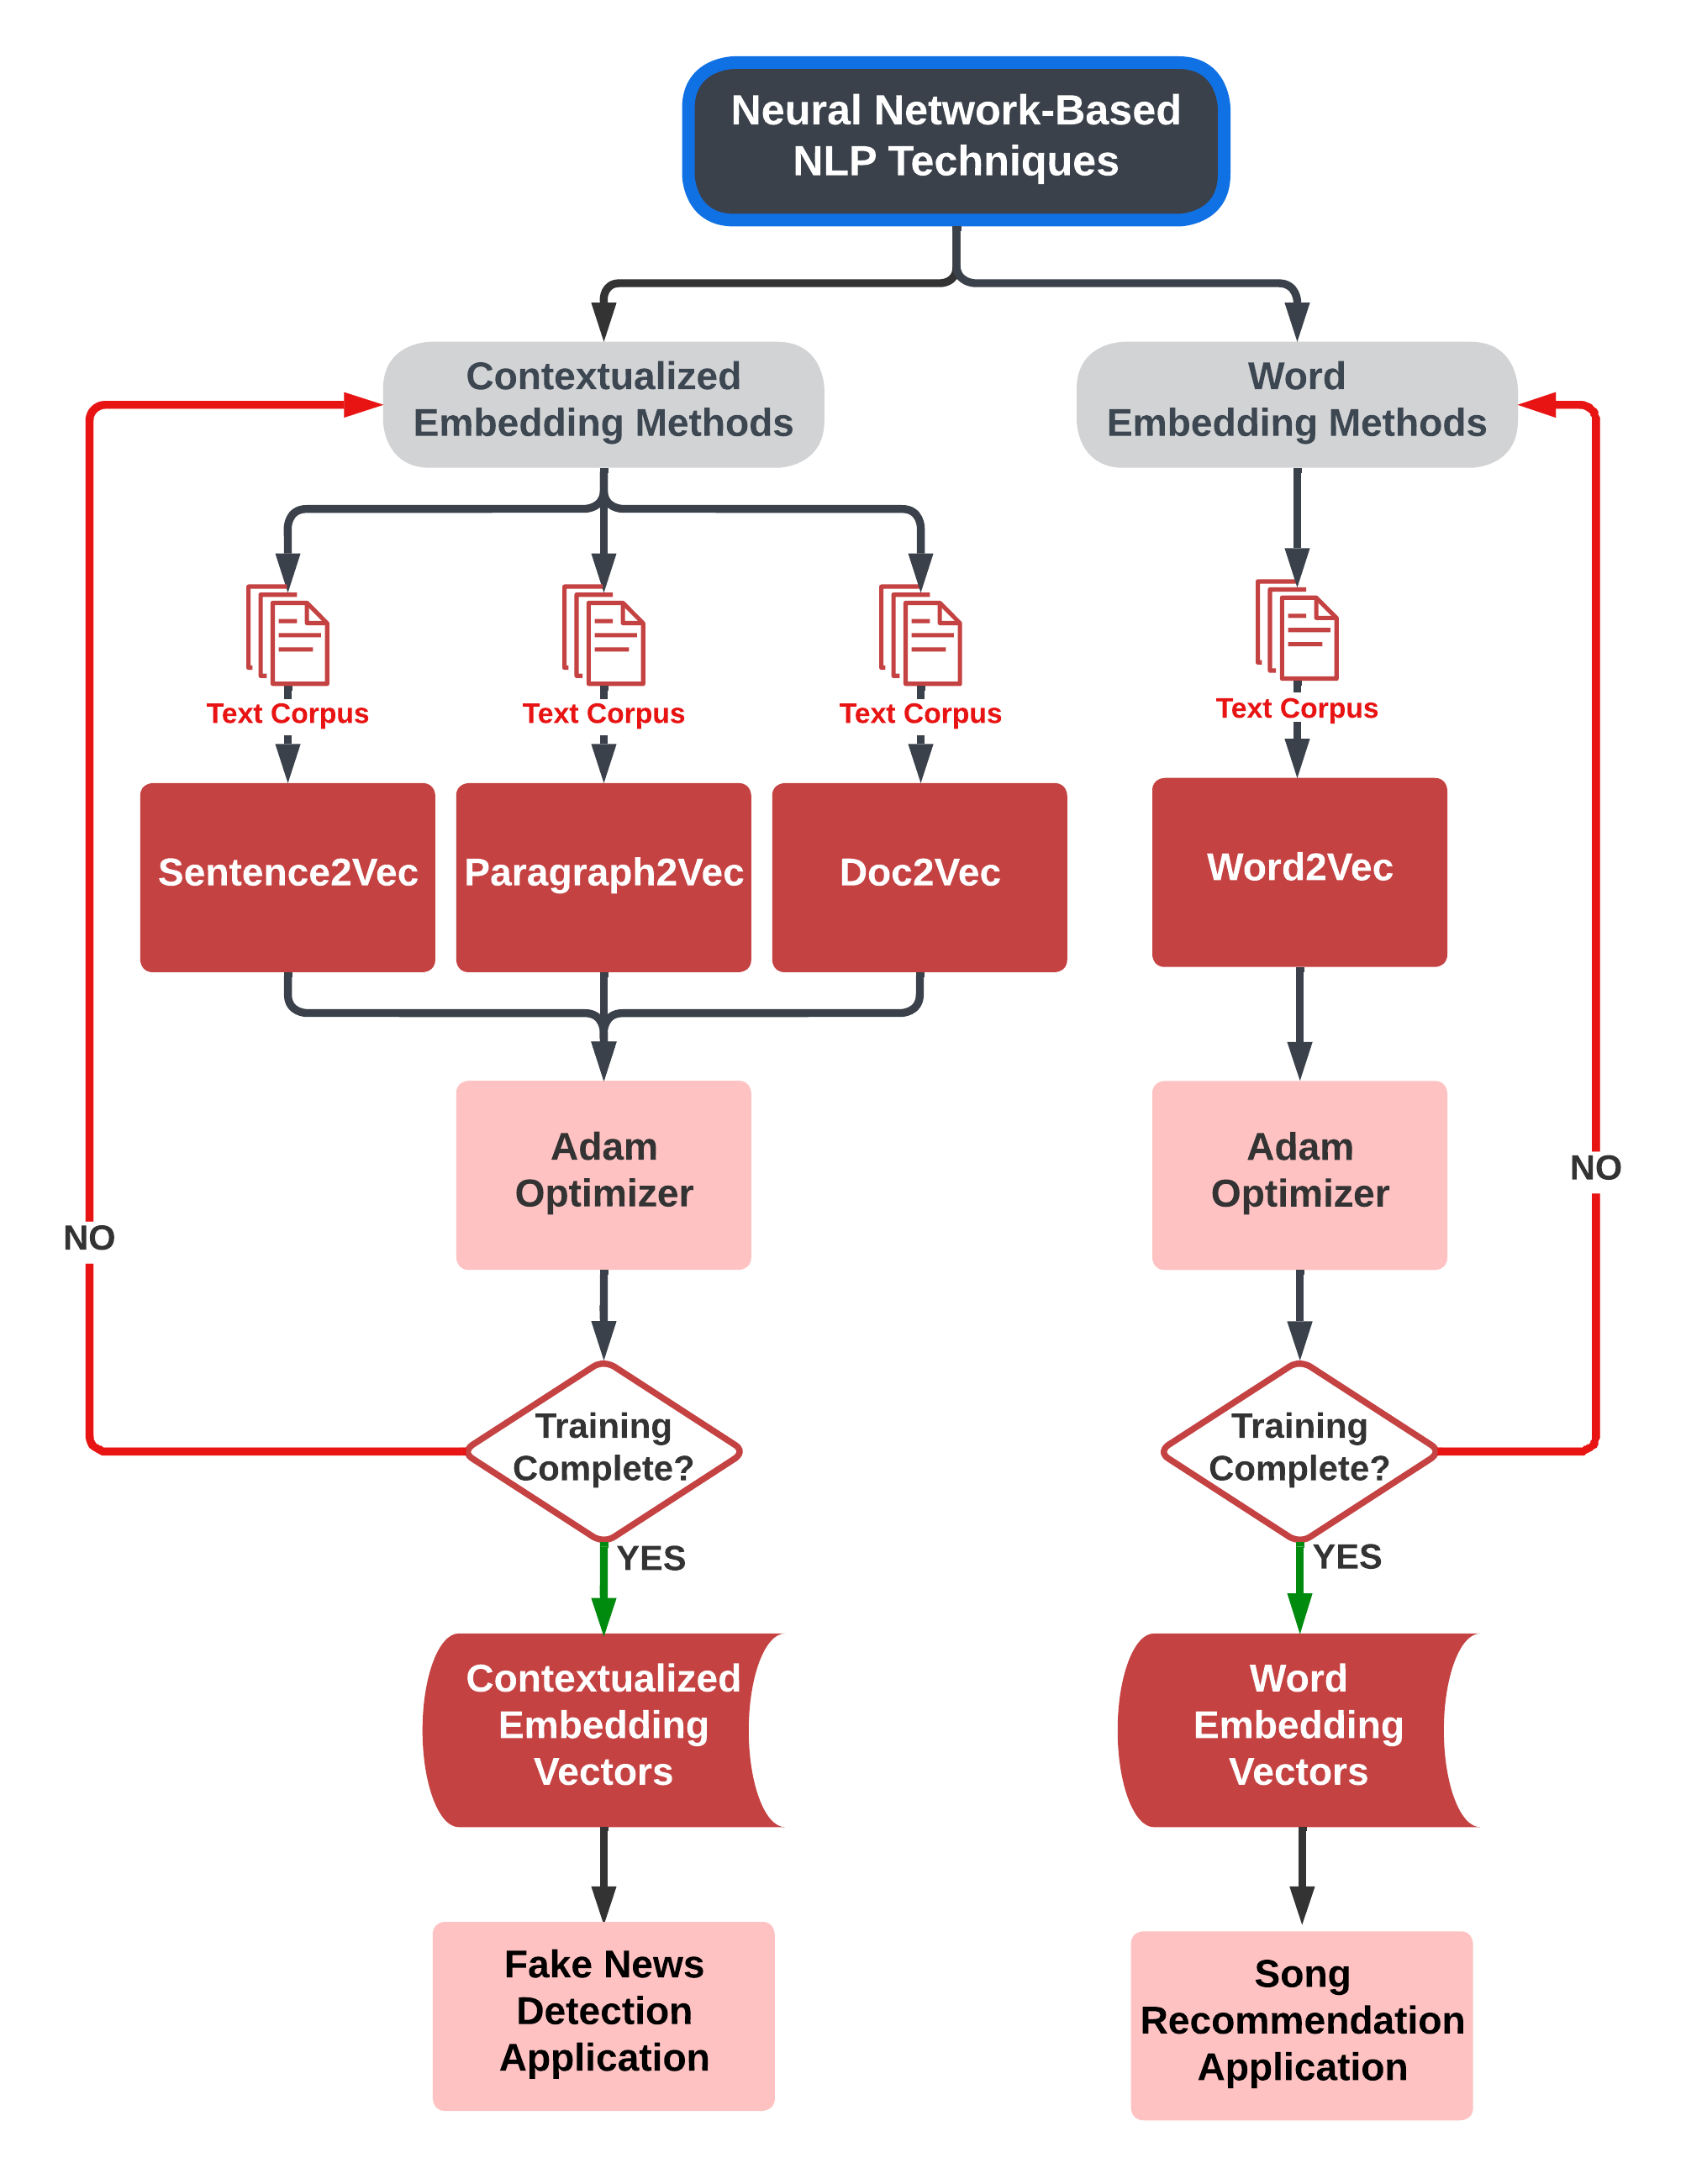 Neural Network-Based
NLP Techniques
Contextualized
Embedding Methods
Word
Embedding Methods
Text Corpus
Text Corpus
Text Corpus
Text Corpus
Sentence2Vec
Paragraph2Vec
Doc2Vec
Word2Vec
Adam
Optimizer
Adam
Optimizer
NO
NO
Training
Complete?
Training
Complete?
YES
YES
Contextualized
Embedding
Vectors
Word
Embedding
Vectors
Fake News
Detection
Application
Song
Recommendation
Application